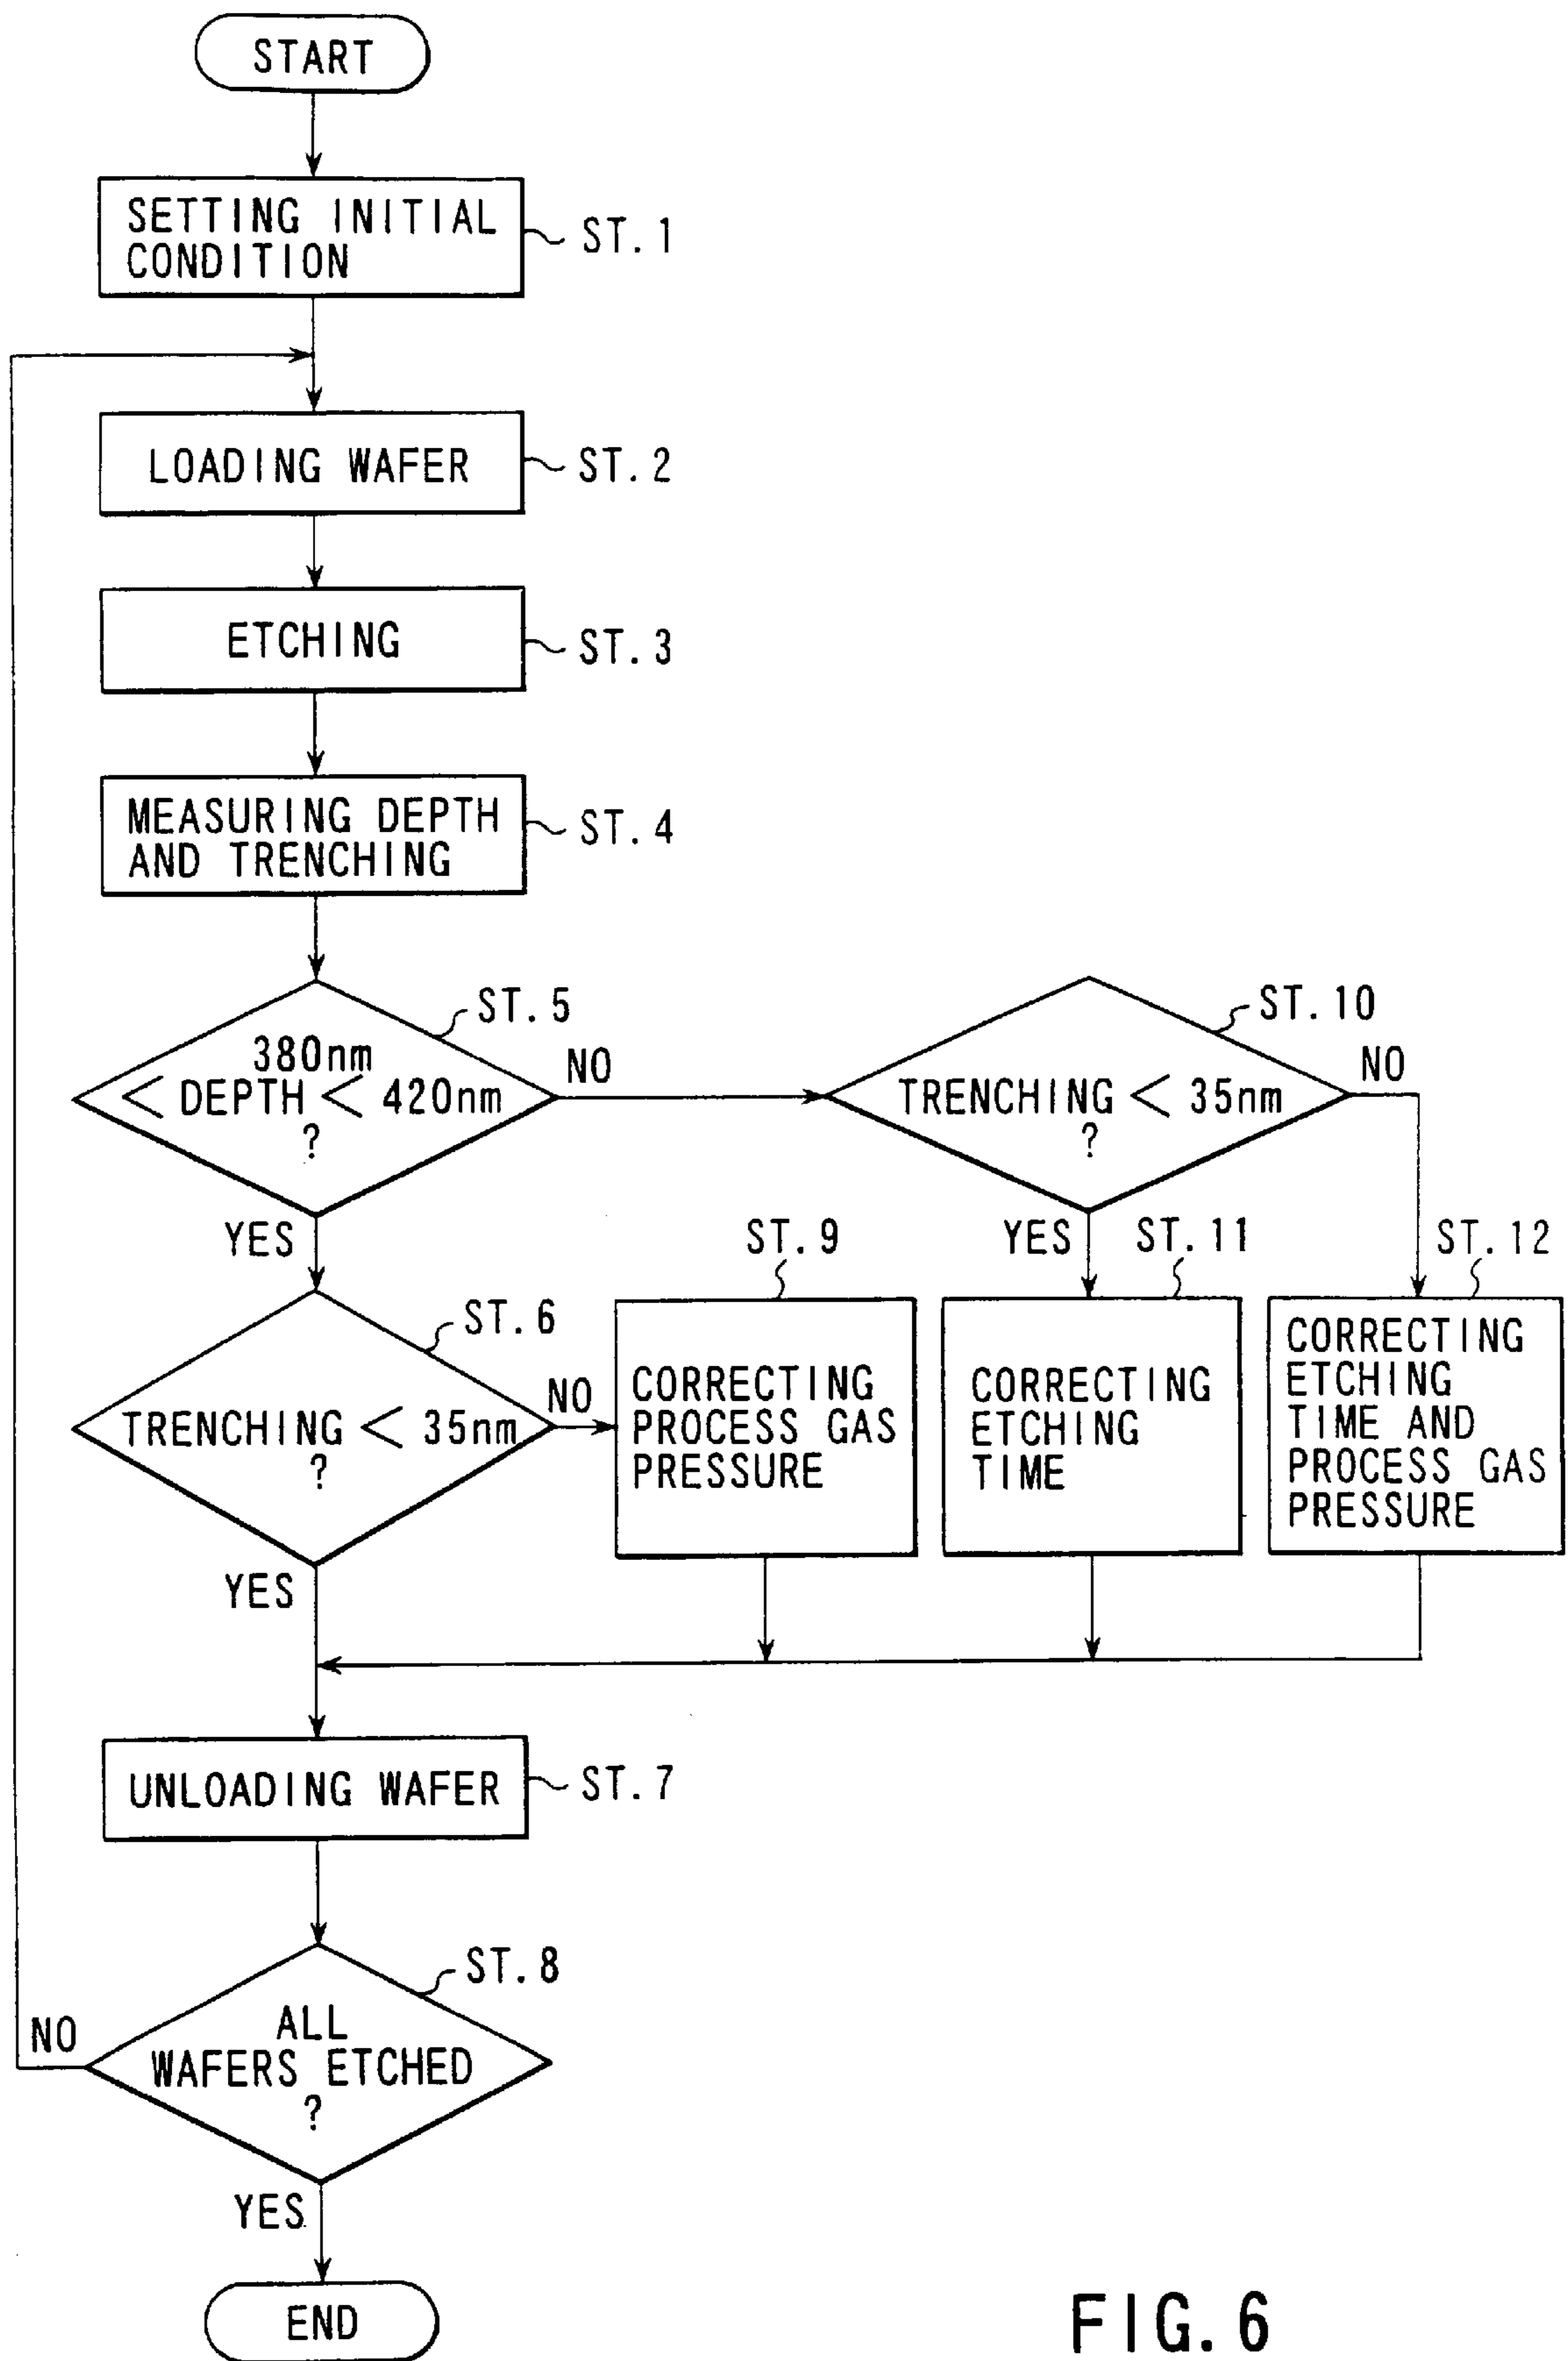 START
SETTING INITIAL
CONDITION
ST.1
LOADING WAFER
ST.2
ETCHING
ST.3
MEASURING DEPTH
AND TRENCHING
ST.4
ST.5
380nm
< DEPTH < 420nm
?
NO
YES
ST.10
TRENCHING < 35nm
?
NO
YES
ST.6
TRENCHING < 35nm
?
NO
YES
ST.9
CORRECTING
PROCESS GAS
PRESSURE
ST.11
CORRECTING
ETCHING
TIME
ST.12
CORRECTING
ETCHING
TIME AND
PROCESS GAS
PRESSURE
UNLOADING WAFER
ST.7
ST.8
ALL
WAFERS ETCHED
?
NO
YES
END
FIG.6